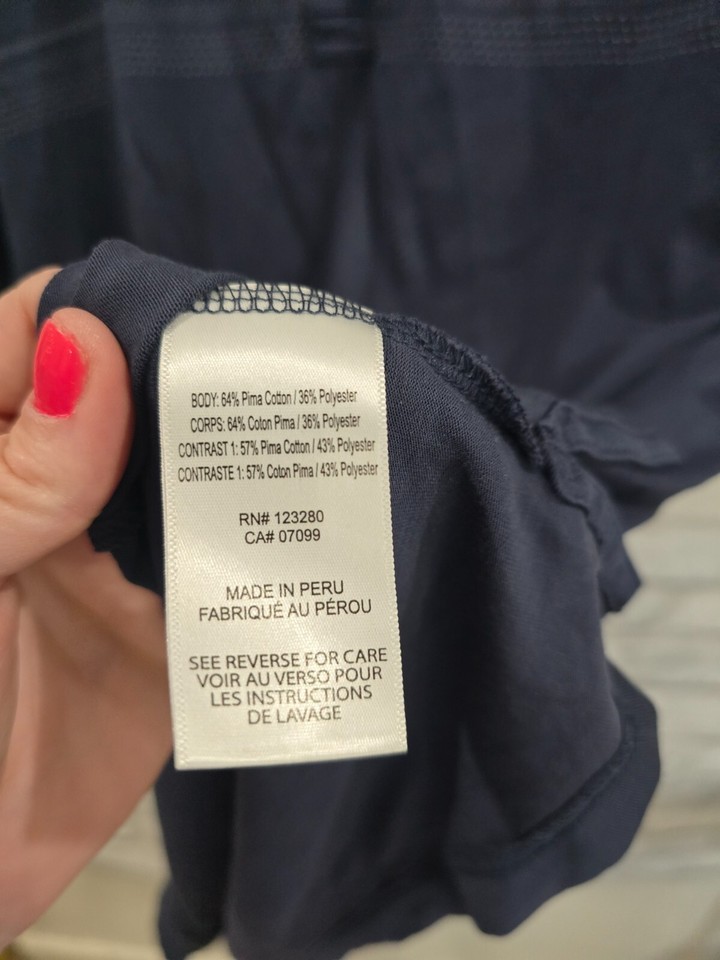 BODY: 64% Pima Cotton / 36% Polyester
CORPS: 64% Coton Pima / 36% Polyester
CONTRAST 1: 57% Pima Cotton / 43% Polyester
CONTRASTE 1: 57% Coton Pima / 43% Polyester
RN# 123280
CA# 07099
MADE IN PERU
FABRIQUÉ AU PÉROU
SEE REVERSE FOR CARE
VOIR AU VERSO POUR
LES INSTRUCTIONS
DE LAVAGE